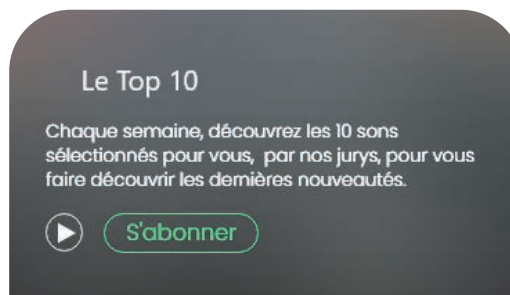 Le Top 10
Chaque semaine, découvrez les 10 sons
sélectionnés pour vous, par nos jurys, pour vous
faire découvrir les dernières nouveautés.
S'abonner